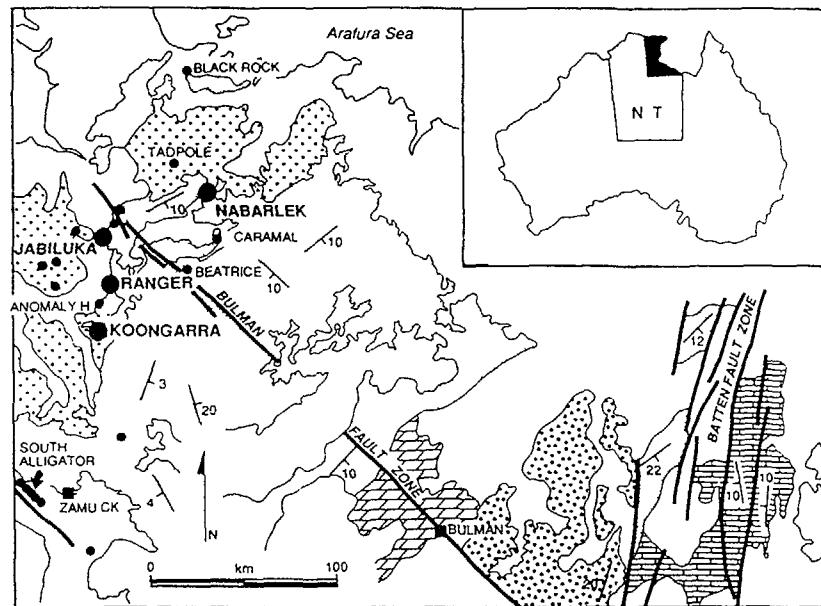 Arafura Sea
BLACK ROCK
N T
TADPOLE
10
NABARLEK
CARAMAL
10
JABILUKA
BEATRICE
10
RANGER
ANOMALY H
BULMAN
KOONGARRA
12
BATTEN FAULT ZONE
3
20
FAULT ZONE
SOUTH
ALLIGATOR
10
22
10
10
4
ZAMU CK
BULMAN
N
0
100
km
20